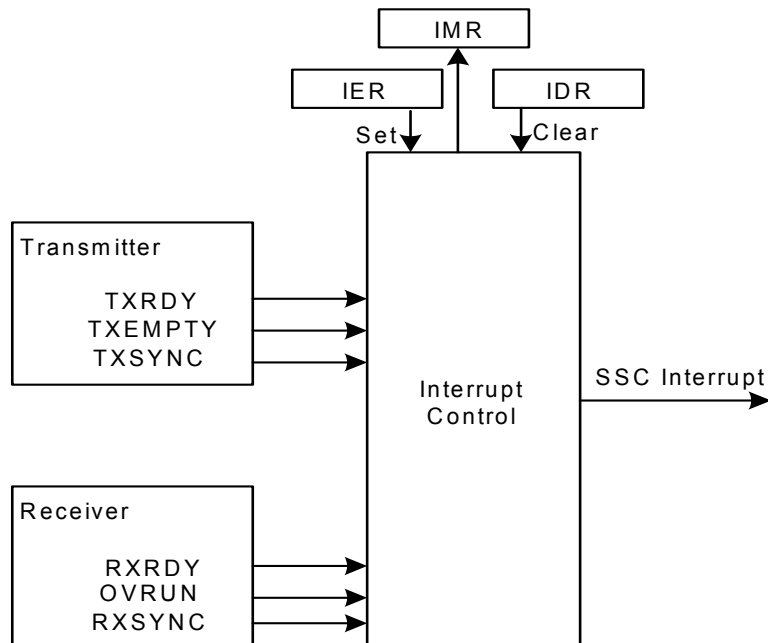 IMR
IER
IDR
Set
Clear
Transmitter
TXRDY
TXEMPTY
TXSYNC
Interrupt
Control
SSC Interrupt
Receiver
RXRDY
OVRUN
RXSYNC